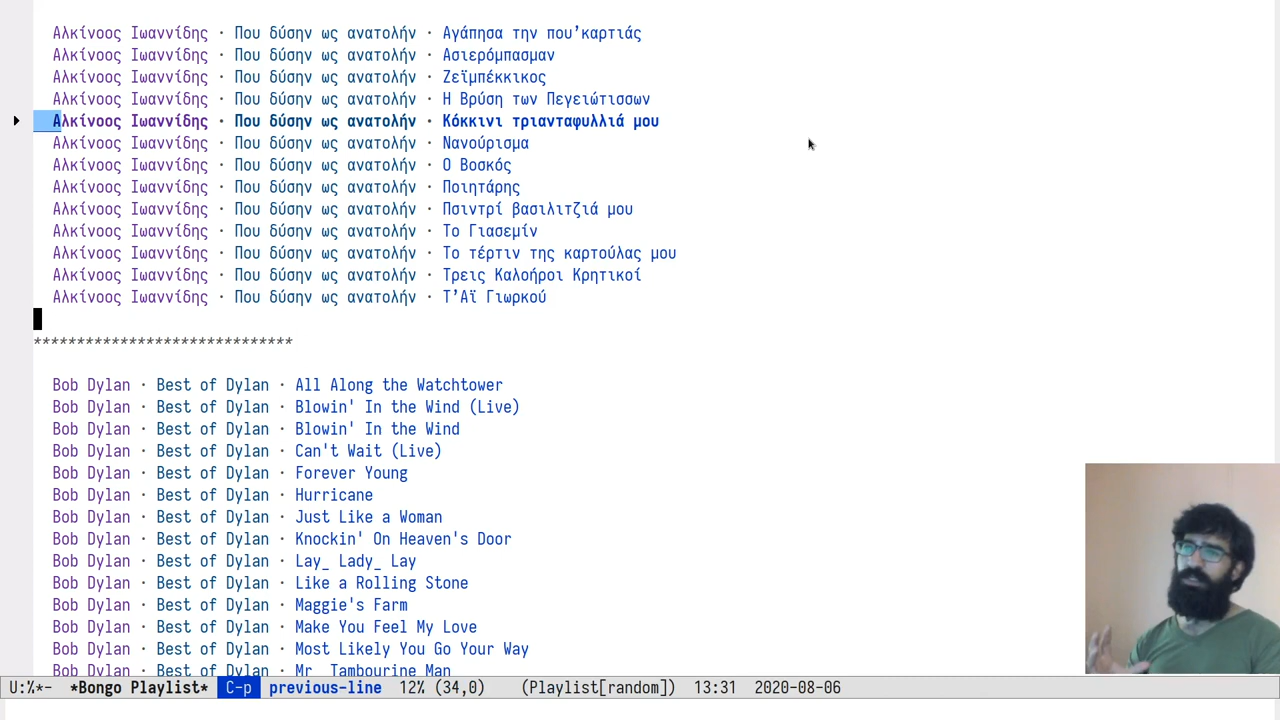 Αλκίνοος Ιωαννίδης · Που δύσην ως ανατολήν · Αγάπησα την που’καρτιάς
Αλκίνοος Ιωαννίδης · Που δύσην ως ανατολήν · Ασιερόμπασμαν
Αλκίνοος Ιωαννίδης · Που δύσην ως ανατολήν · Ζεϊμπέκκικος
Αλκίνοος Ιωαννίδης · Που δύσην ως ανατολήν · Η Βρύση των Πεγειώτισσων
Αλκίνοος Ιωαννίδης · Που δύσην ως ανατολήν · Κόκκινι τριανταφυλλιά μου
Αλκίνοος Ιωαννίδης · Που δύσην ως ανατολήν · Νανούρισμα
Αλκίνοος Ιωαννίδης · Που δύσην ως ανατολήν · Ο Βοσκός
Αλκίνοος Ιωαννίδης · Που δύσην ως ανατολήν · Ποιητάρης
Αλκίνοος Ιωαννίδης · Που δύσην ως ανατολήν · Ψιντρί βασιλιτζιά μου
Αλκίνοος Ιωαννίδης · Που δύσην ως ανατολήν · Το Γιασεμίν
Αλκίνοος Ιωαννίδης · Που δύσην ως ανατολήν · Το τέρτιν της καρτούλας μου
Αλκίνοος Ιωαννίδης · Που δύσην ως ανατολήν · Τρεις Καλοήροι Κρητικοί
Αλκίνοος Ιωαννίδης · Που δύσην ως ανατολήν · Τ’Αϊ Γιωρκού
******************************
Bob Dylan · Best of Dylan · All Along the Watchtower
Bob Dylan · Best of Dylan · Blowin' In the Wind (Live)
Bob Dylan · Best of Dylan · Blowin' In the Wind
Bob Dylan · Best of Dylan · Can't Wait (Live)
Bob Dylan · Best of Dylan · Forever Young
Bob Dylan · Best of Dylan · Hurricane
Bob Dylan · Best of Dylan · Just Like a Woman
Bob Dylan · Best of Dylan · Knockin' On Heaven's Door
Bob Dylan · Best of Dylan · Lay_ Lady_ Lay
Bob Dylan · Best of Dylan · Like a Rolling Stone
Bob Dylan · Best of Dylan · Maggie's Farm
Bob Dylan · Best of Dylan · Make You Feel My Love
Bob Dylan · Best of Dylan · Most Likely You Go Your Way
Bob Dylan · Best of Dylan · Mr_ Tambourine Man
U:%*- *Bongo Playlist* C-p previous-line 12% (34,0) (Playlist[random]) 13:31 2020-08-06